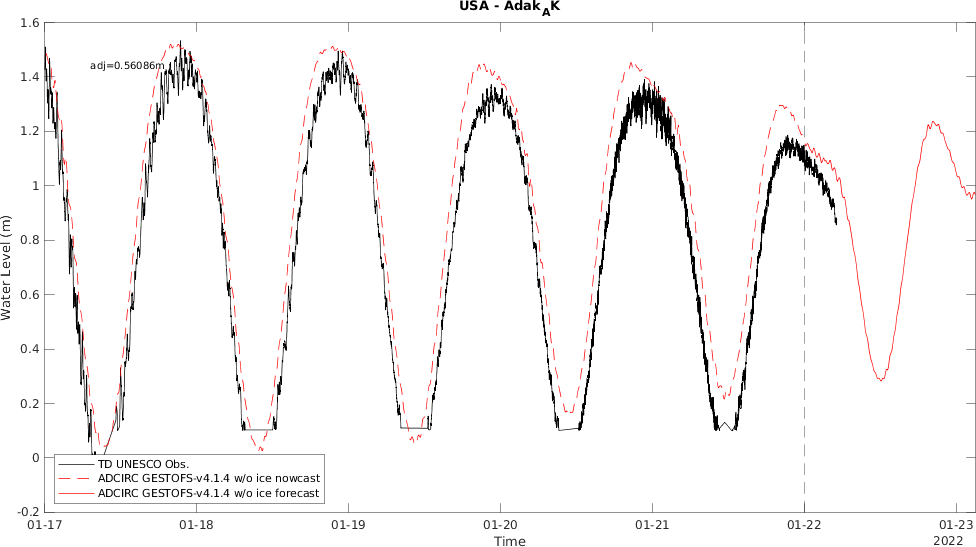 USA - Adak_AK
1.6
1.4
1.2
1
0.8
0.6
0.4
0.2
0
-0.2
Water Level (m)
adj=0.56086m
TD UNESCO Obs.
ADCIRC GESTOFS-v4.1.4 w/o ice nowcast
ADCIRC GESTOFS-v4.1.4 w/o ice forecast
01-17
01-18
01-19
01-20
01-21
01-22
01-23
Time
2022